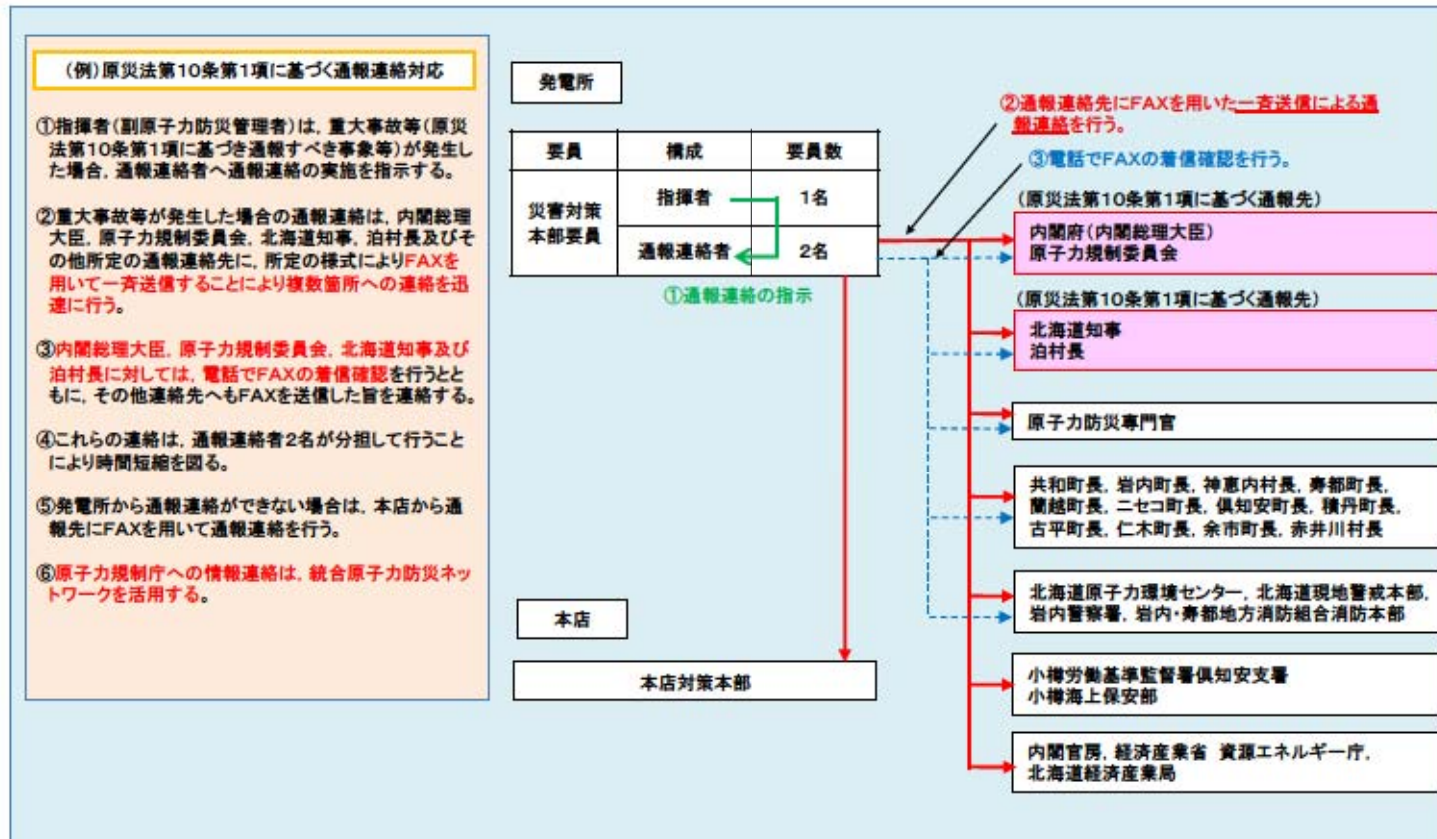 (例)原災法第10条第1項に基づく通報連絡対応
①指揮者(副原子力防災管理者)は，重大事故等(原災
法第10条第1項に基づき通報すべき事象等)が発生し
た場合，通報連絡者へ通報連絡の実施を指示する。
②重大事故等が発生した場合の通報連絡は，内閣総理
大臣，原子力規制委員会，北海道知事，泊村長及びそ
の他所定の通報連絡先に，所定の様式によりFAXを
用いて一斉送信することにより複数箇所への連絡を迅
速に行う。
③内閣総理大臣，原子力規制委員会，北海道知事及び
泊村長に対しては，電話でFAXの着信確認を行うとと
もに，その他連絡先へもFAXを送信した旨を連絡する。
④これらの連絡は，通報連絡者2名が分担して行うこと
により時間短縮を図る。
⑤発電所から通報連絡ができない場合は，本店から通
報先にFAXを用いて通報連絡を行う。
⑥原子力規制庁への情報連絡は，統合原子力防災ネッ
トワークを活用する。
発電所
要員 構成 要員数
災害対策
本部要員
指揮者 1名
通報連絡者 2名
①通報連絡の指示
本店
本店対策本部
②通報連絡先にFAXを用いた一斉送信による通
報連絡を行う。
③電話でFAXの着信確認を行う。
(原災法第10条第1項に基づく通報先)
内閣府(内閣総理大臣)
原子力規制委員会
(原災法第10条第1項に基づく通報先)
北海道知事
泊村長
原子力防災専門官
共和町長，岩内町長，神恵内村長，寿都町長，
蘭越町長，ニセコ町長，倶知安町長，積丹町長，
古平町長，仁木町長，余市町長，赤井川村長
北海道原子力環境センター，北海道現地警戒本部，
岩内警察署，岩内・寿都地方消防組合消防本部
小樽労働基準監督署倶知安支署
小樽海上保安部
内閣官房，経済産業省 資源エネルギー庁，
北海道経済産業局